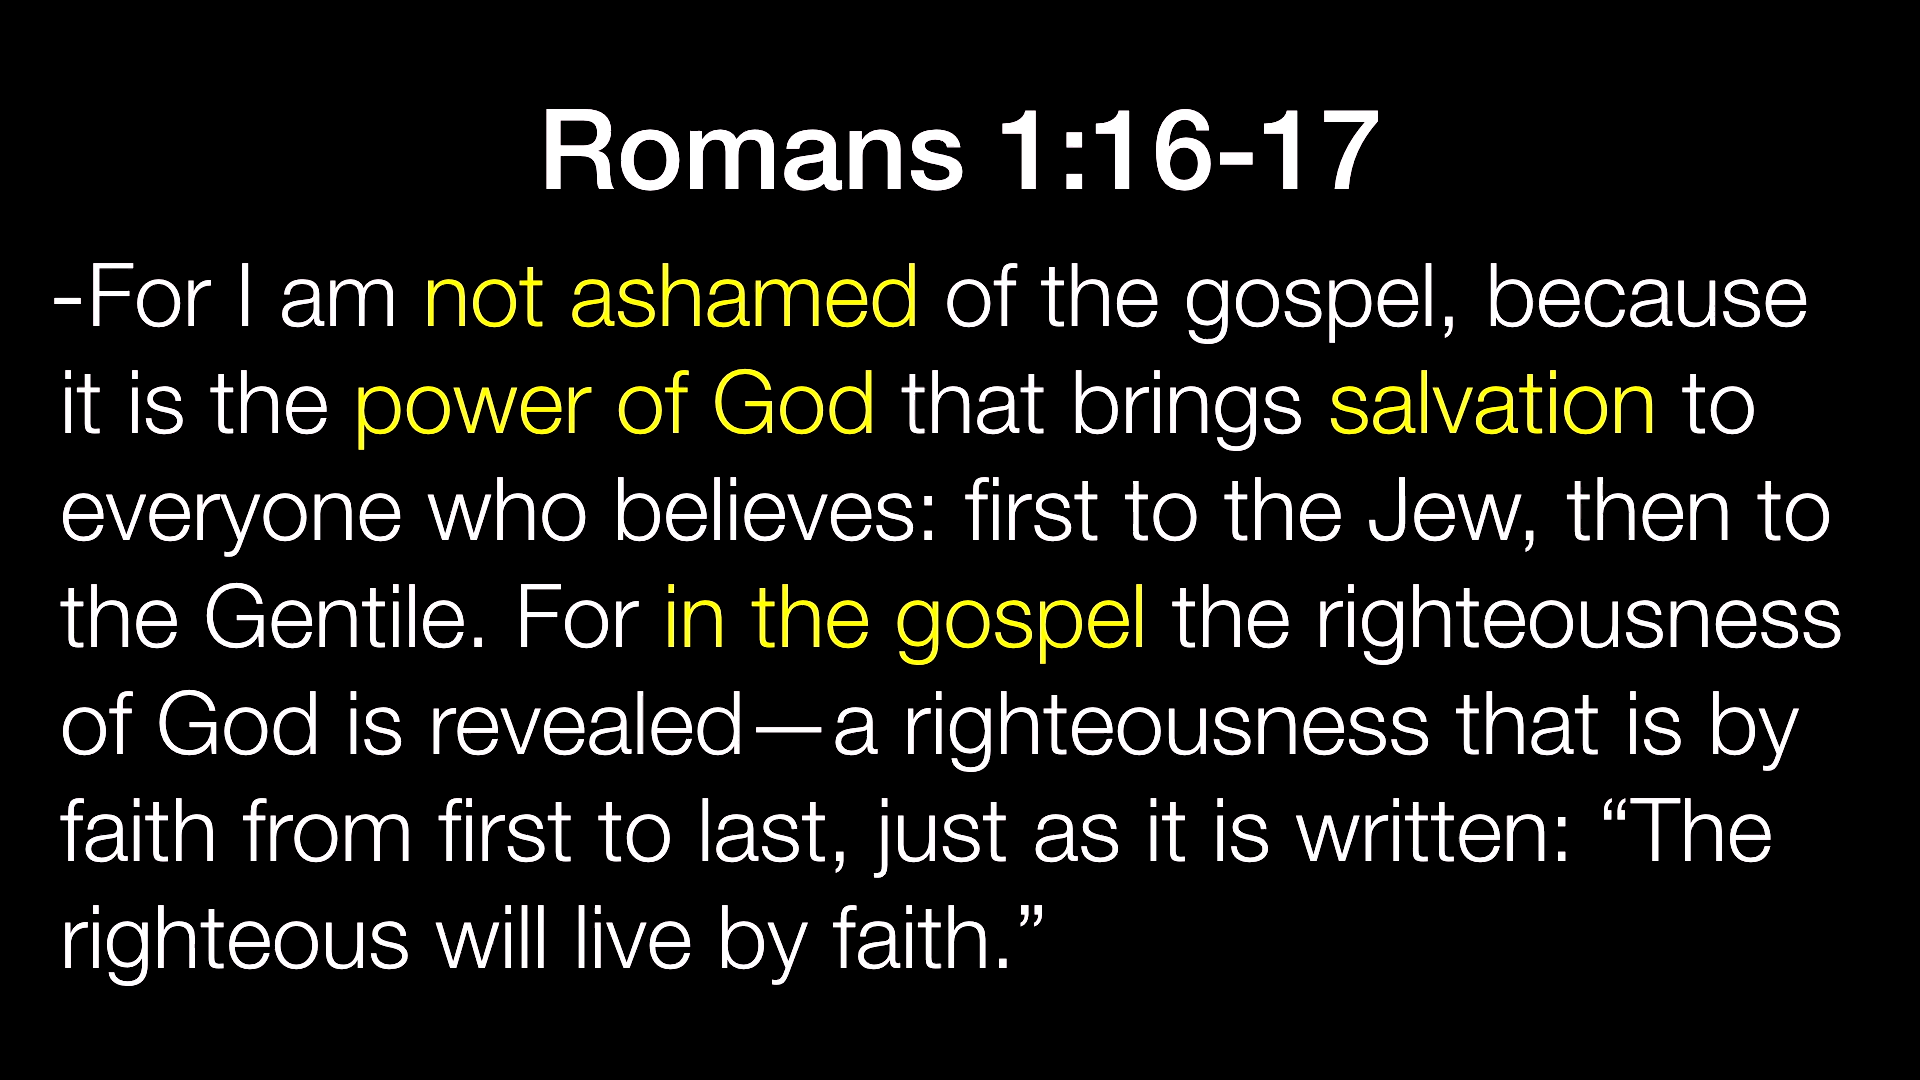 Romans 1:16-17
-For I am not ashamed of the gospel, because
it is the power of God that brings salvation to
everyone who believes: first to the Jew, then to
the Gentile. For in the gospel the righteousness
of God is revealed—a righteousness that is by
faith from first to last, just as it is written: “The
righteous will live by faith.”